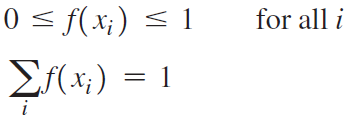 0 ≤ f(xᵢ) ≤ 1 for all i
∑ᵢ f(xᵢ) = 1